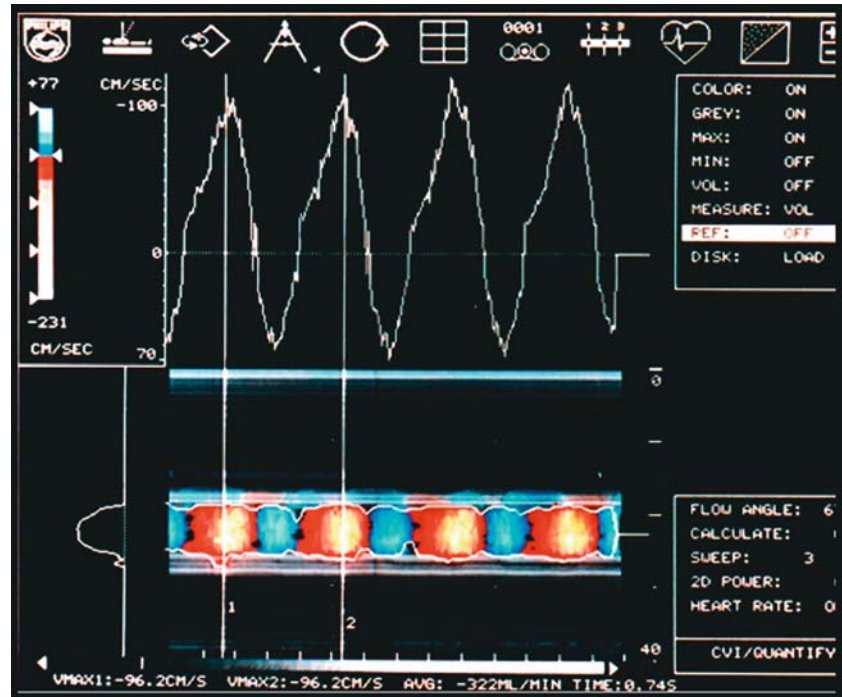 PHILIPS
0001
1 2 3
+77
CM/SEC
-100
0
70
-231
CM/SEC
COLOR: ON
GREY: ON
MAX: ON
MIN: OFF
VOL: OFF
MEASURE: VOL
REF: OFF
DISK: LOAD
0
1
2
40
FLOW ANGLE: 6
CALCULATE:
SWEEP: 3
2D POWER:
HEART RATE: O
CVI/QUANTIFY
VMAX1:-96.2CM/S VMAX2:-96.2CM/S AVG: -322ML/MIN TIME:0.74S